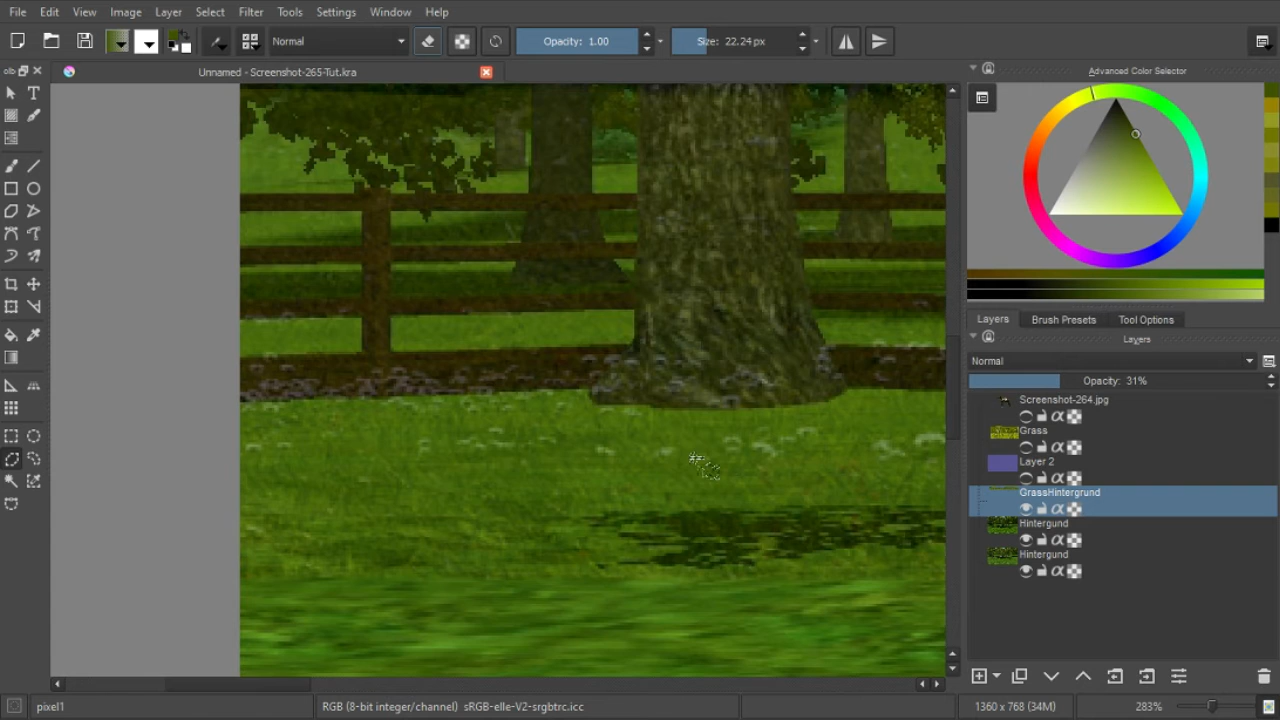 File Edit View Image Layer Select Filter Tools Settings Window Help
Normal Opacity: 1.00 Size: 22.24 px
Unnamed - Screenshot-265-Tut.kra
Advanced Color Selector
Layers Brush Presets Tool Options
Layers
Normal
Opacity: 31%
Screenshot-264.jpg
Grass
Layer 2
GrassHintergrund
Hintergund
Hintergund
pixel1 RGB (8-bit integer/channel) sRGB-elle-V2-srgbtrc.icc 1360 x 768 (34M) 283%